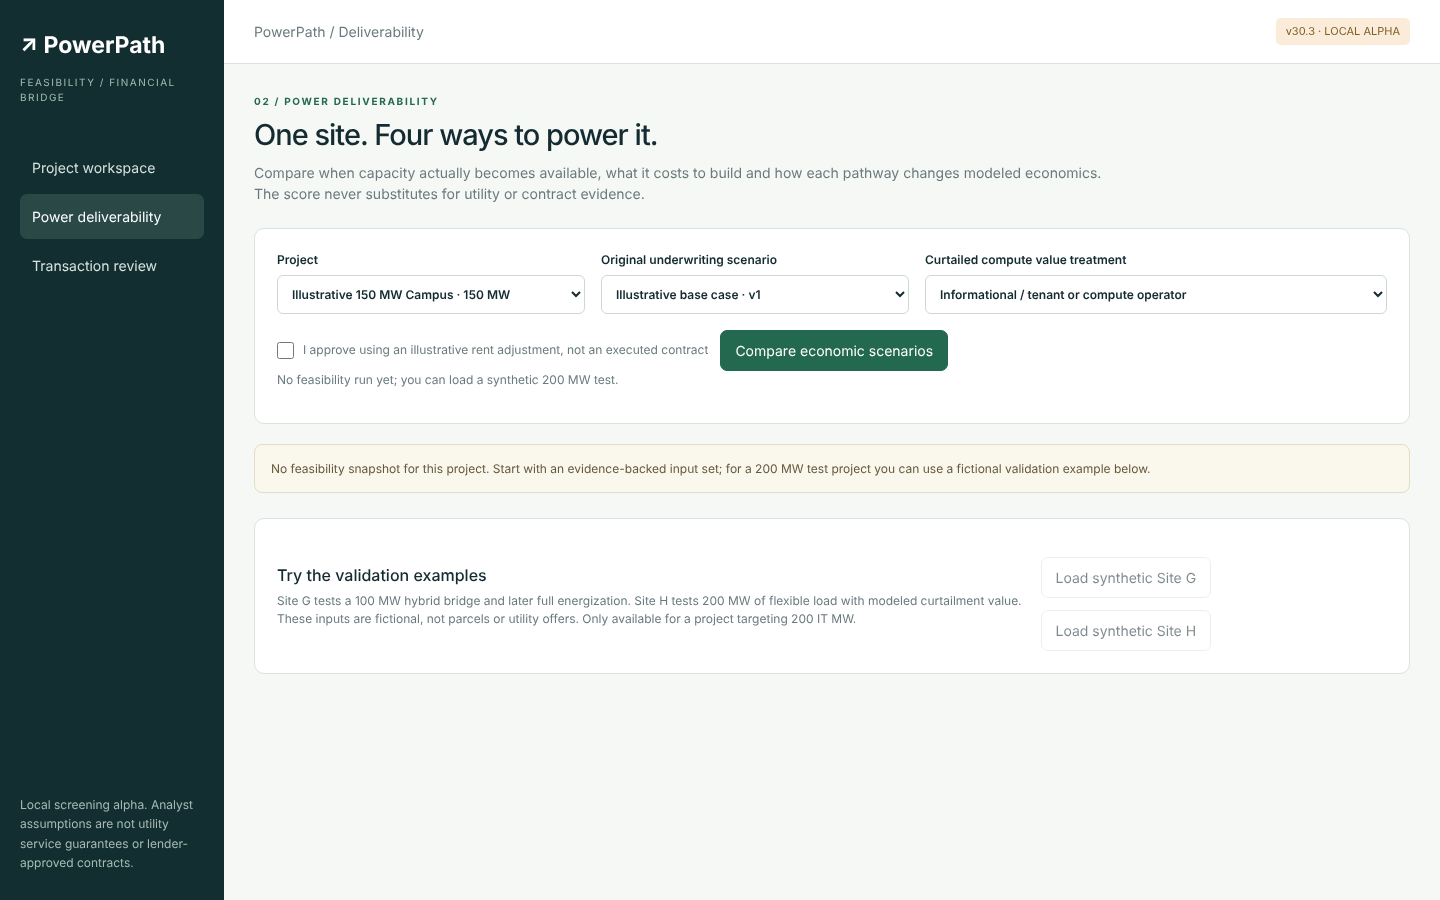 PowerPath
FEASIBILITY / FINANCIAL
BRIDGE
Project workspace
Power deliverability
Transaction review
Local screening alpha. Analyst
assumptions are not utility
service guarantees or lender-
approved contracts.
PowerPath / Deliverability
v30.3 · LOCAL ALPHA
02 / POWER DELIVERABILITY
One site. Four ways to power it.
Compare when capacity actually becomes available, what it costs to build and how each pathway changes modeled economics.
The score never substitutes for utility or contract evidence.
Project
Original underwriting scenario
Curtailed compute value treatment
Illustrative 150 MW Campus · 150 MW
Illustrative base case · v1
Informational / tenant or compute operator
I approve using an illustrative rent adjustment, not an executed contract
Compare economic scenarios
No feasibility run yet; you can load a synthetic 200 MW test.
No feasibility snapshot for this project. Start with an evidence-backed input set; for a 200 MW test project you can use a fictional validation example below.
Try the validation examples
Site G tests a 100 MW hybrid bridge and later full energization. Site H tests 200 MW of flexible load with modeled curtailment value.
These inputs are fictional, not parcels or utility offers. Only available for a project targeting 200 IT MW.
Load synthetic Site G
Load synthetic Site H